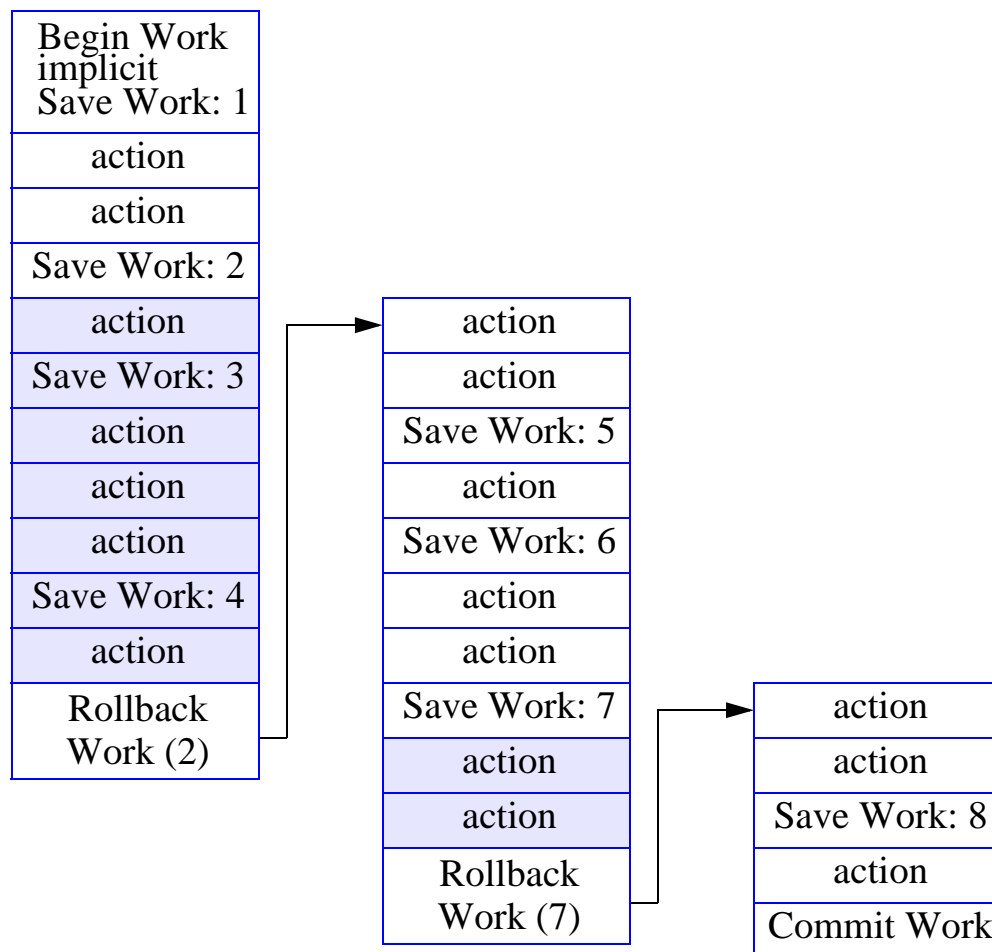 Begin Work
implicit
Save Work: 1
action
action
Save Work: 2
action
Save Work: 3
action
action
action
Save Work: 4
action
Rollback
Work (2)
action
action
Save Work: 5
action
Save Work: 6
action
action
Save Work: 7
action
action
Rollback
Work (7)
action
action
Save Work: 8
action
Commit Work